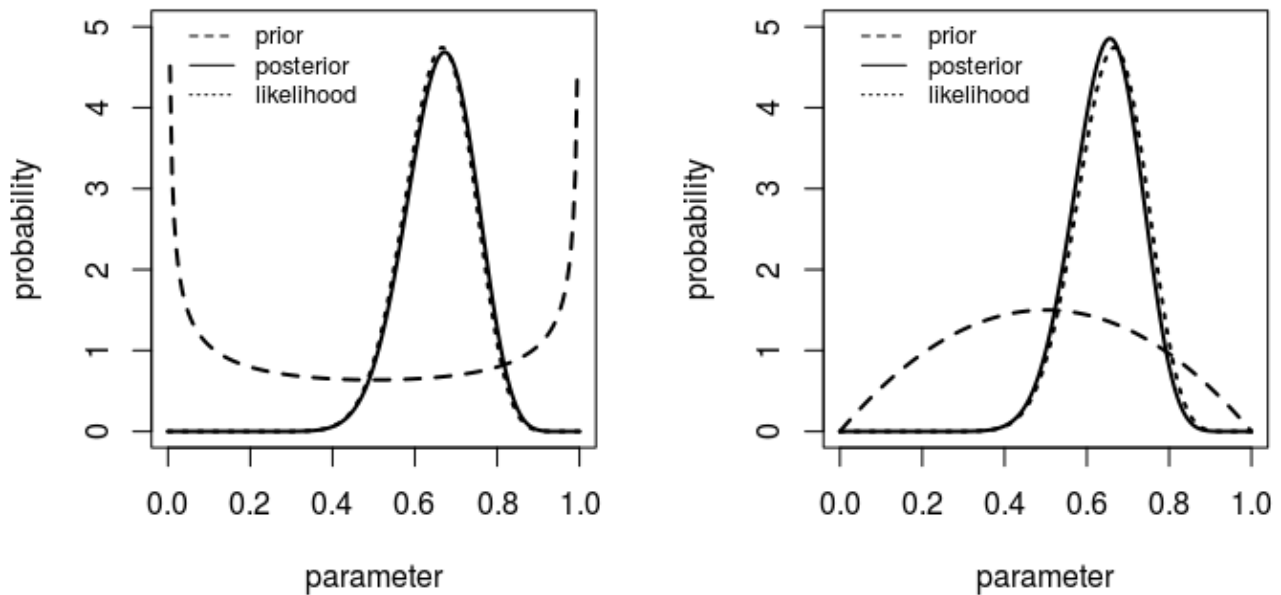 prior
posterior
likelihood
probability
5
4
3
2
1
0
0.0 0.2 0.4 0.6 0.8 1.0
parameter
prior
posterior
likelihood
probability
5
4
3
2
1
0
0.0 0.2 0.4 0.6 0.8 1.0
parameter